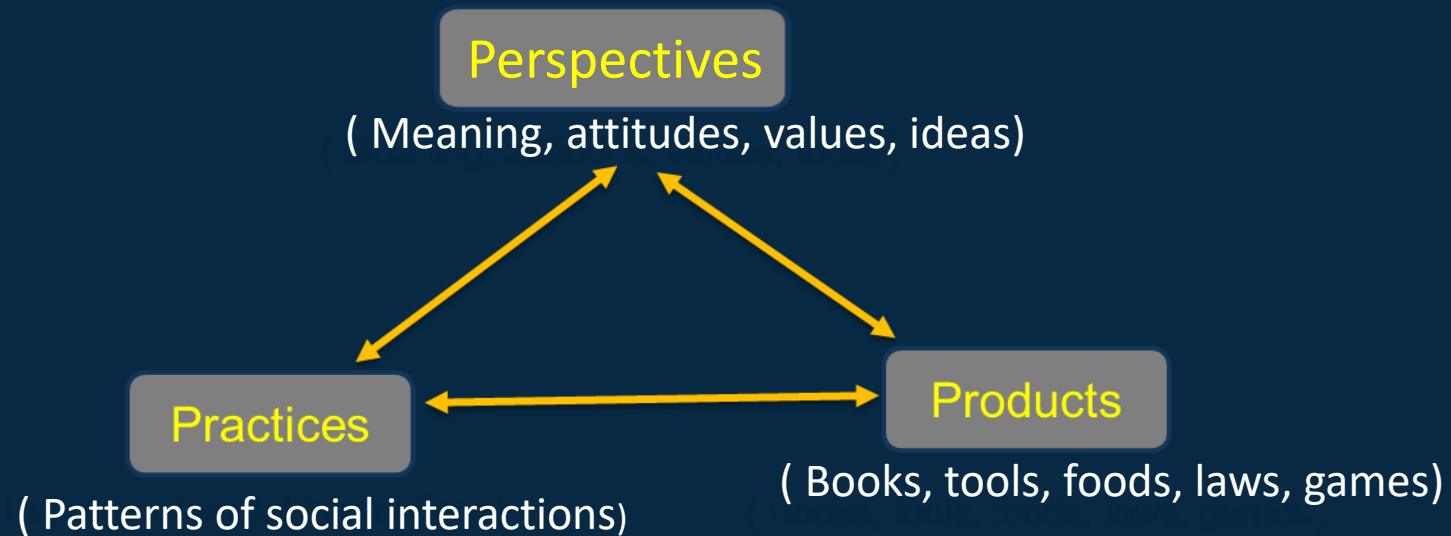 Perspectives
( Meaning, attitudes, values, ideas)
Practices
( Patterns of social interactions)
Products
( Books, tools, foods, laws, games)